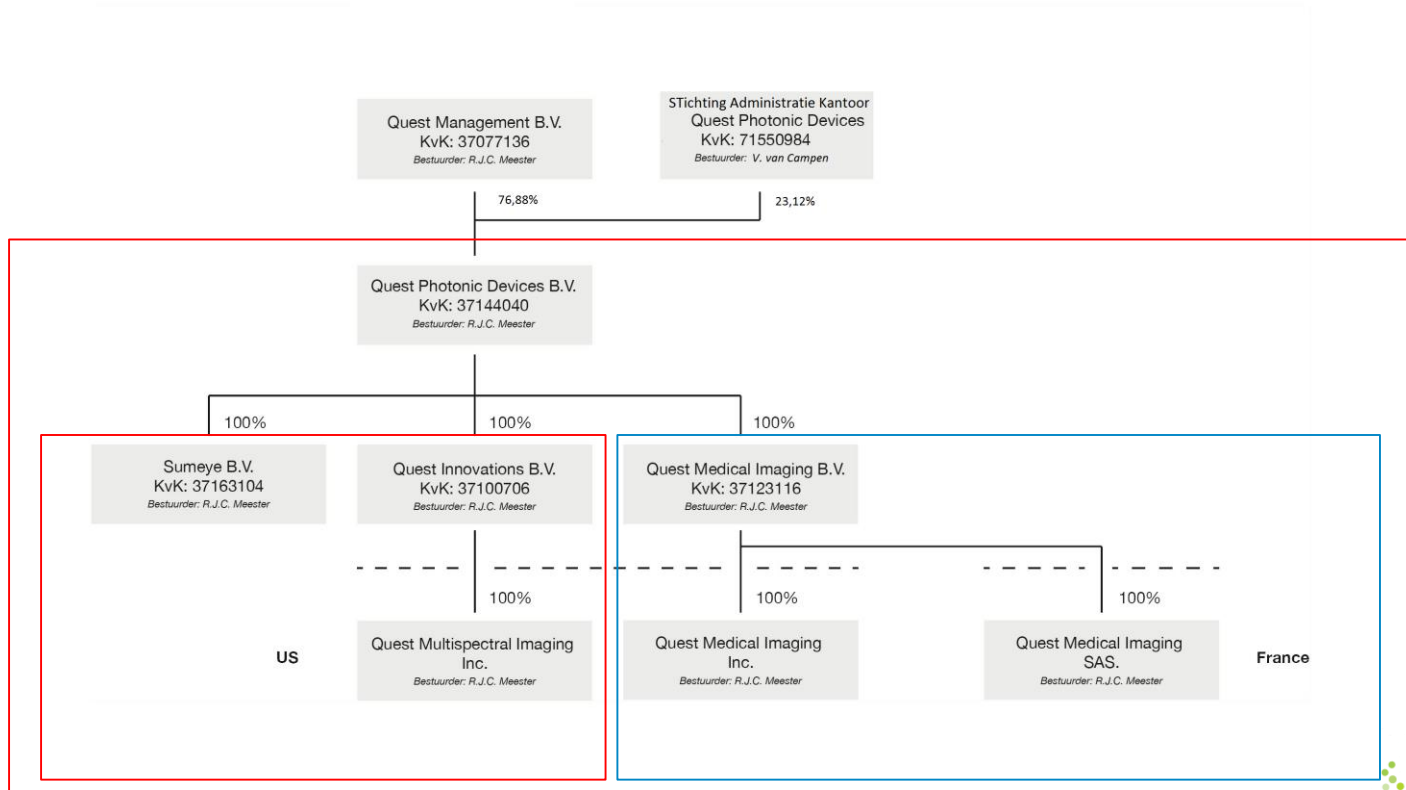 Quest Management B.V.
KvK: 37077136
Bestuurder: R.J.C. Meester
STichting Administratie Kantoor
Quest Photonic Devices
KvK: 71550984
Bestuurder: V. van Campen
76,88%
23,12%
Quest Photonic Devices B.V.
KvK: 37144040
Bestuurder: R.J.C. Meester
100%
100%
100%
Sumeye B.V.
KvK: 37163104
Bestuurder: R.J.C. Meester
Quest Innovations B.V.
KvK: 37100706
Bestuurder: R.J.C. Meester
Quest Medical Imaging B.V.
KvK: 37123116
Bestuurder: R.J.C. Meester
100%
100%
100%
US
Quest Multispectral Imaging
Inc.
Bestuurder: R.J.C. Meester
Quest Medical Imaging
Inc.
Bestuurder: R.J.C. Meester
Quest Medical Imaging
SAS.
Bestuurder: R.J.C. Meester
France